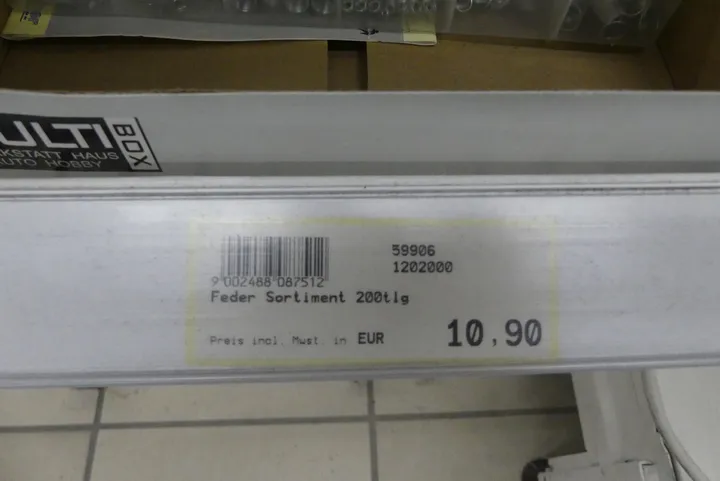 ULTI
BOX
KSTATT HAUS
AUTO HOBBY
59906
9 002488 087512
1202000
Feder Sortiment 200tlg
Preis incl. Mwst. in EUR 10,90